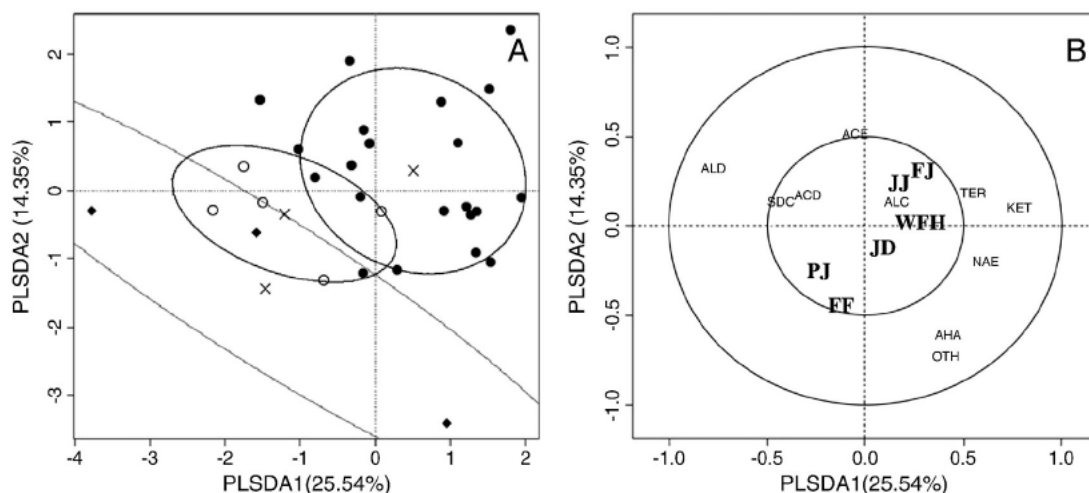 A
2
1
0
-1
-2
-3
PLSDA2 (14.35%)
-4 -3 -2 -1 0 1 2
PLSDA1(25.54%)
B
1.0
0.5
0.0
-0.5
-1.0
PLSDA2 (14.35%)
ACE
ALD
FJ
JJ
SDC ACD ALC TER KET
WFH
JD
NAE
PJ
FF
AHA
OTH
-1.0 -0.5 0.0 0.5 1.0
PLSDA1(25.54%)